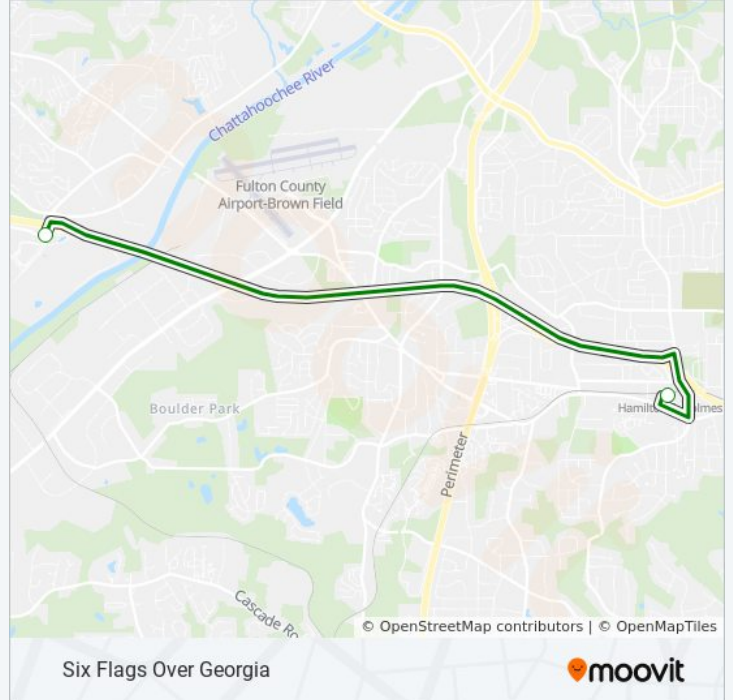 Chattahoochee River
Fulton County
Airport-Brown Field
Boulder Park
Perimeter
Cascade Ro
© OpenStreetMap contributors | © OpenMapTiles
Six Flags Over Georgia
moovit